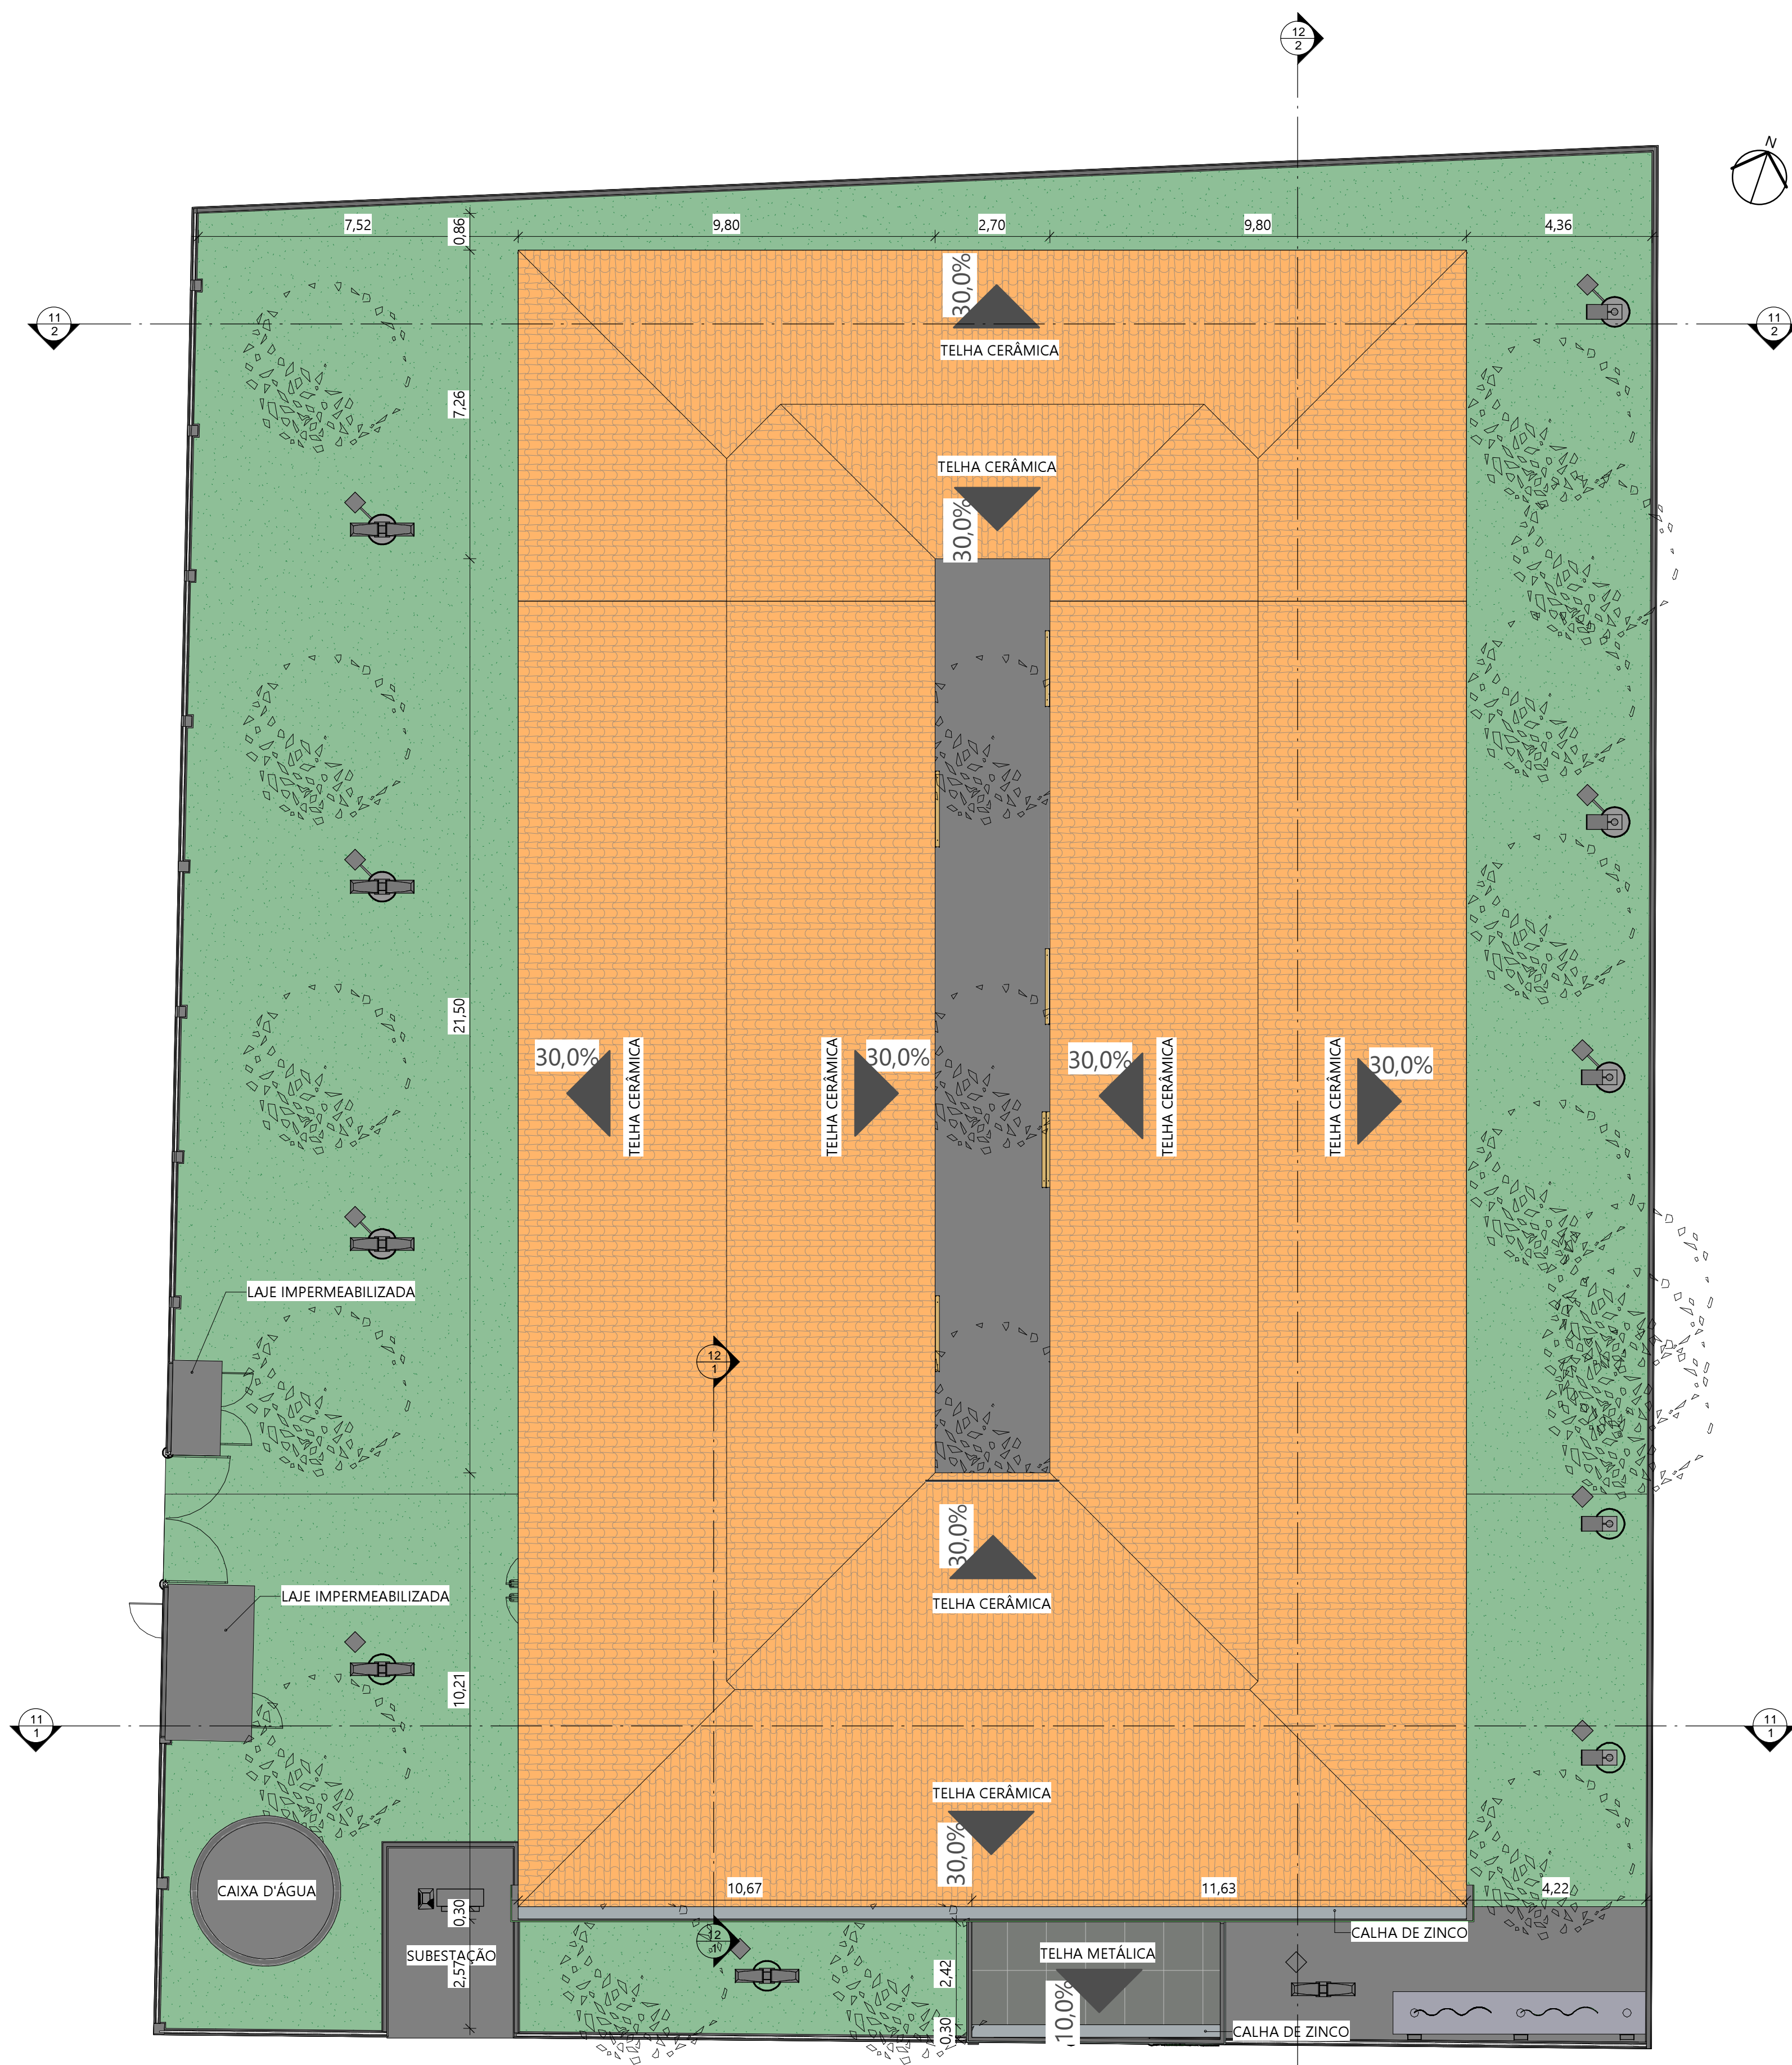 12
2
N
7,52
0,86
9,80
2,70
9,80
4,36
30,0%
11
2
11
2
TELHA CERÂMICA
7,26
TELHA CERÂMICA
30,0%
21,50
30,0%
TELHA CERÂMICA
TELHA CERÂMICA
30,0%
30,0%
TELHA CERÂMICA
TELHA CERÂMICA
30,0%
LAJE IMPERMEABILIZADA
12
1
30,0%
LAJE IMPERMEABILIZADA
TELHA CERÂMICA
10,21
11
1
11
1
TELHA CERÂMICA
30,0%
CAIXA D'ÁGUA
10,67
11,63
4,22
0,30
CALHA DE ZINCO
12
1
SUBESTAÇÃO
2,57
2,42
TELHA METÁLICA
10,0%
0,30
CALHA DE ZINCO